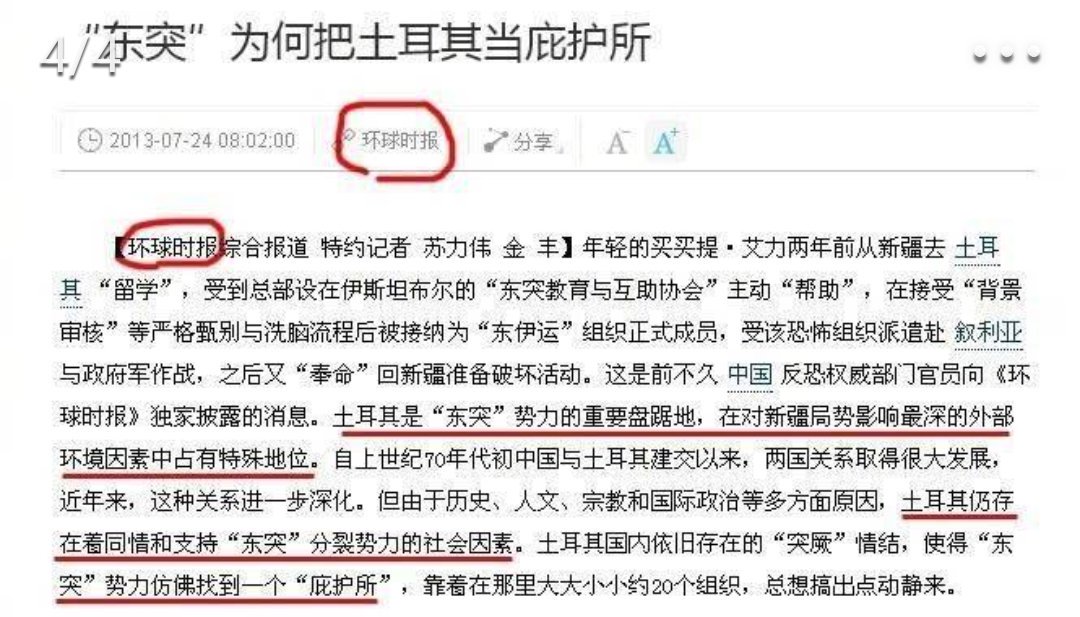 “东突”为何把土耳其当庇护所
4/4
2013-07-24 08:02:00 环球时报 分享 A- A+
【环球时报综合报道 特约记者 苏力伟 金 丰】年轻的买买提·艾力两年前从新疆去 土耳
其 “留学”，受到总部设在伊斯坦布尔的“东突教育与互助协会”主动“帮助”，在接受“背景
审核”等严格甄别与洗脑流程后被接纳为“东伊运”组织正式成员，受该恐怖组织派遣赴 叙利亚
与政府军作战，之后又“奉命”回新疆准备破坏活动。这是前不久 中国 反恐权威部门官员向《环
球时报》独家披露的消息。土耳其是“东突”势力的重要盘踞地，在对新疆局势影响最深的外部
环境因素中占有特殊地位。自上世纪70年代初中国与土耳其建交以来，两国关系取得很大发展，
近年来，这种关系进一步深化。但由于历史、人文、宗教和国际政治等多方面原因，土耳其仍存
在着同情和支持“东突”分裂势力的社会因素。土耳其国内依旧存在的“突厥”情结，使得“东
突”势力仿佛找到一个“庇护所”，靠着在那里大大小小约20个组织，总想搞出点动静来。